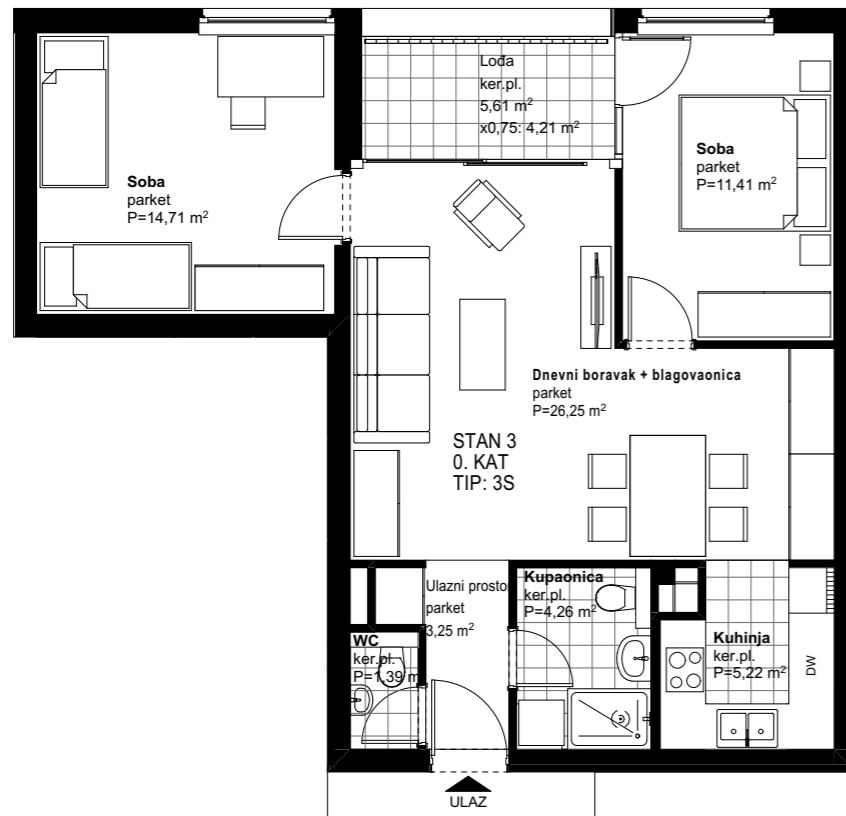 Lođa
ker.pl.
5,61 m²
x0,75: 4,21 m²
Soba
parket
P=14,71 m²
Soba
parket
P=11,41 m²
Dnevni boravak + blagovaonica
parket
P=26,25 m²
STAN 3
0. KAT
TIP: 3S
Ulazni prostor
parket
3,25 m²
Kupaonica
ker.pl.
P=4,26 m²
WC
ker.pl.
P=1,39 m
Kuhinja
ker.pl.
P=5,22 m²
DW
ULAZ